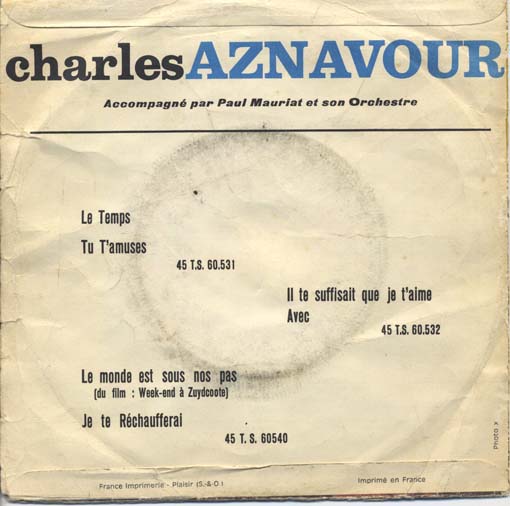 charlesAZNAVOUR
Accompagné par Paul Mauriat et son Orchestre
Le Temps
Tu T'amuses
45 T.S. 60.531
Il te suffisait que je t'aime
Avec
45 T.S. 60.532
Le monde est sous nos pas
(du film : Week-end à Zuydcoote)
Je te Réchaufferai
45 T. S. 60540
Photo x
France Imprimerie - Plaisir (S.-&-O)
Imprimé en France